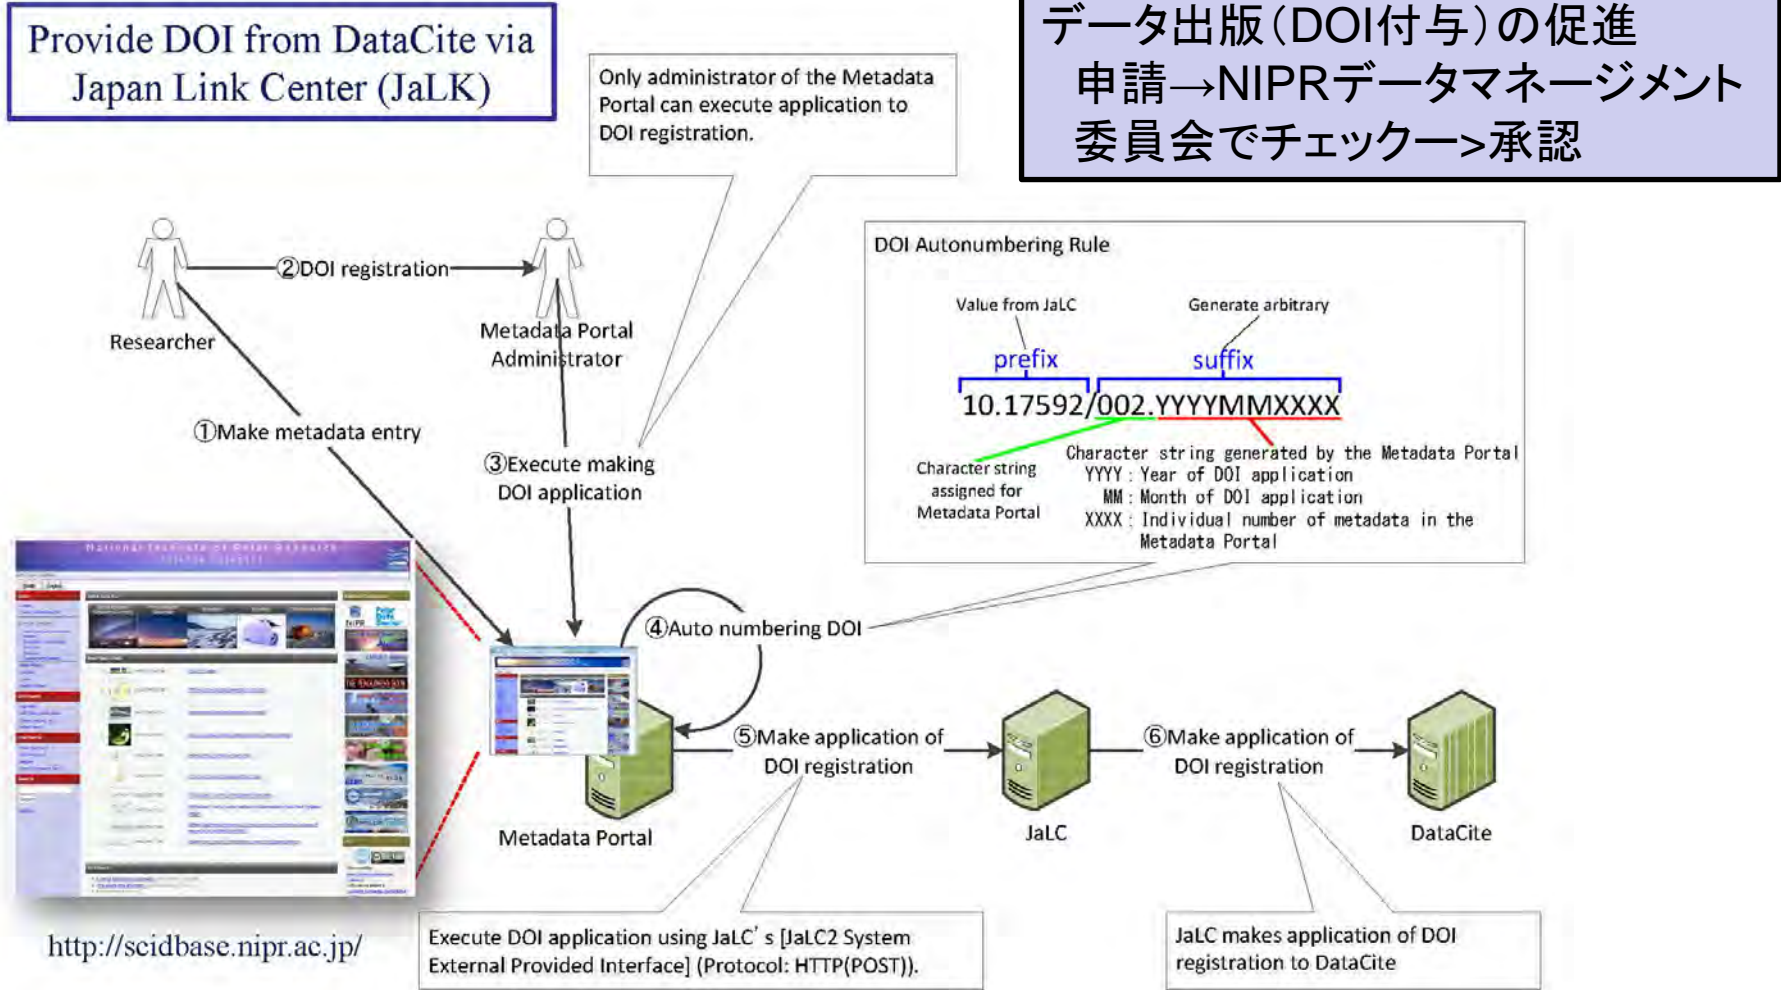 Provide DOI from DataCite via
Japan Link Center (JaLK)
データ出版(DOI付与)の促進
申請→NIPRデータマネージメント
委員会でチェックー>承認
Only administrator of the Metadata
Portal can execute application to
DOI registration.
②DOI registration
Researcher
Metadata Portal
Administrator
①Make metadata entry
③Execute making
DOI application
DOI Autonumbering Rule
Value from JaLC
Generate arbitrary
prefix
suffix
10.17592/002.YYYYMMXXXX
Character string
assigned for
Metadata Portal
Character string generated by the Metadata Portal
YYYY : Year of DOI application
MM : Month of DOI application
XXXX : Individual number of metadata in the
Metadata Portal
National Institute of Polar Research
④Auto numbering DOI
⑤Make application of
DOI registration
⑥Make application of
DOI registration
Metadata Portal
JaLC
DataCite
http://scidbase.nipr.ac.jp/
Execute DOI application using JaLC's [JaLC2 System
External Provided Interface] (Protocol: HTTP(POST)).
JaLC makes application of DOI
registration to DataCite